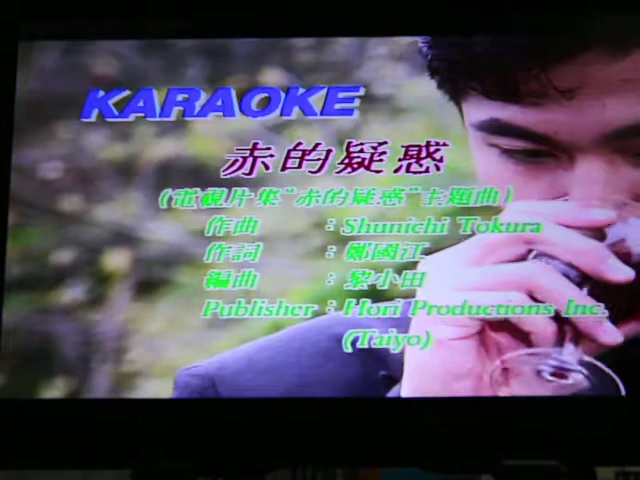 KARAOKE
赤的疑惑
(電視片集"赤的疑惑"主題曲)
作曲 : Shunichi Tokura
作詞 : 鄭國江
編曲 : 黎小田
Publisher : Hori Productions Inc.
(Taiyo)